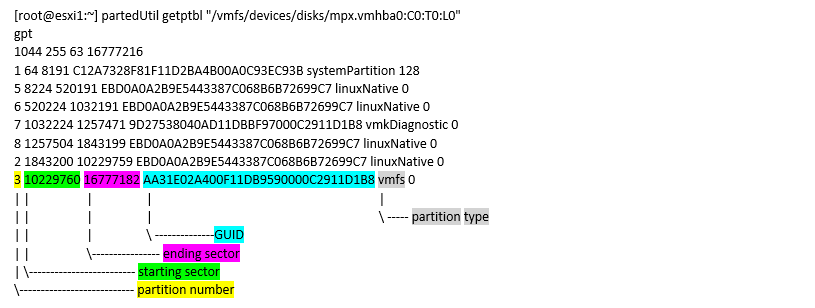 [root@esxi1:~] partedUtil getptbl "/vmfs/devices/disks/mpx.vmhba0:C0:T0:L0"
gpt
1044 255 63 16777216
1 64 8191 C12A7328F81F11D2BA4B00A0C93EC93B systemPartition 128
5 8224 520191 EBD0A0A2B9E5443387C068B6B72699C7 linuxNative 0
6 520224 1032191 EBD0A0A2B9E5443387C068B6B72699C7 linuxNative 0
7 1032224 1257471 9D27538040AD11DBBF97000C2911D1B8 vmkDiagnostic 0
8 1257504 1843199 EBD0A0A2B9E5443387C068B6B72699C7 linuxNative 0
2 1843200 10229759 EBD0A0A2B9E5443387C068B6B72699C7 linuxNative 0
3 10229760 16777182 AA31E02A400F11DB9590000C2911D1B8 vmfs 0
| | | | |
| | | | \ ----- partition type
| | | \ --------------GUID
| | \--------------- ending sector
| \------------------------ starting sector
\------------------------- partition number